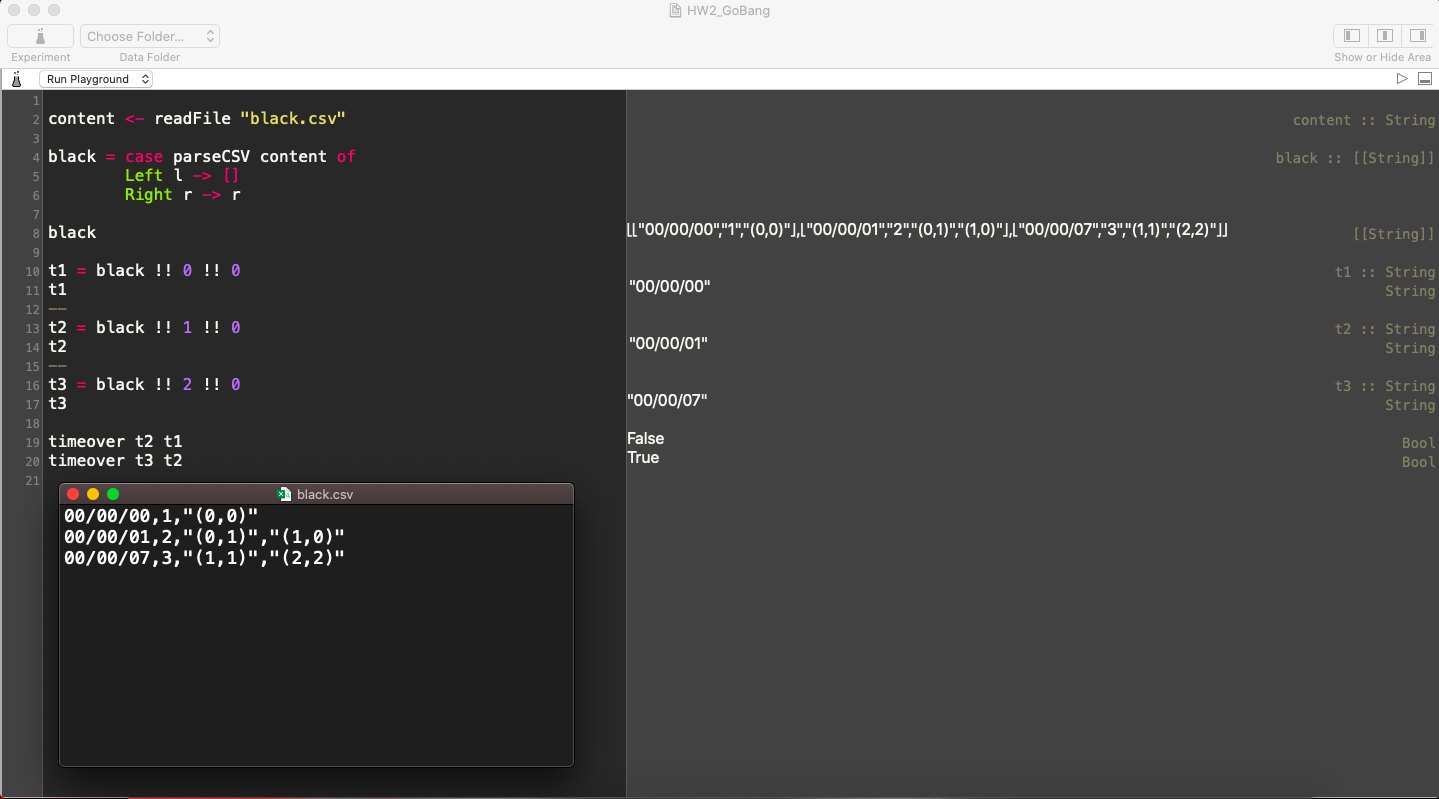 HW2_GoBang
Choose Folder...
Experiment
Data Folder
Show or Hide Area
Run Playground
1
2 content <- readFile "black.csv"
3
4 black = case parseCSV content of
5 Left l -> []
6 Right r -> r
7
8 black
9
10 t1 = black !! 0 !! 0
11 t1
12 --
13 t2 = black !! 1 !! 0
14 t2
15 --
16 t3 = black !! 2 !! 0
17 t3
18
19 timeover t2 t1
20 timeover t3 t2
21
black.csv
00/00/00,1,"(0,0)"
00/00/01,2,"(0,1)","(1,0)"
00/00/07,3,"(1,1)","(2,2)"
content :: String
black :: [[String]]
[["00/00/00","1","(0,0)"],["00/00/01","2","(0,1)","(1,0)"],["00/00/07","3","(1,1)","(2,2)"]]
[[String]]
t1 :: String
"00/00/00"
String
t2 :: String
"00/00/01"
String
t3 :: String
"00/00/07"
String
False
Bool
True
Bool